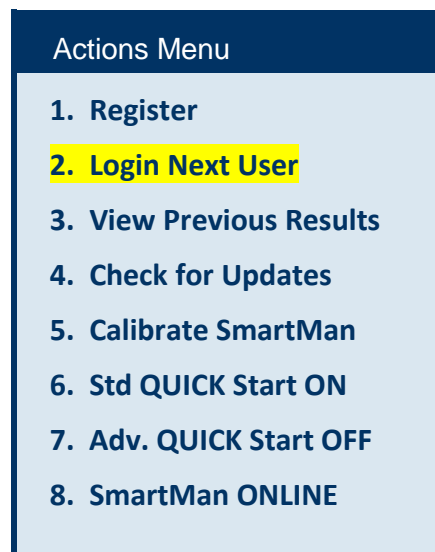 Actions Menu
1. Register
2. Login Next User
3. View Previous Results
4. Check for Updates
5. Calibrate SmartMan
6. Std QUICK Start ON
7. Adv. QUICK Start OFF
8. SmartMan ONLINE